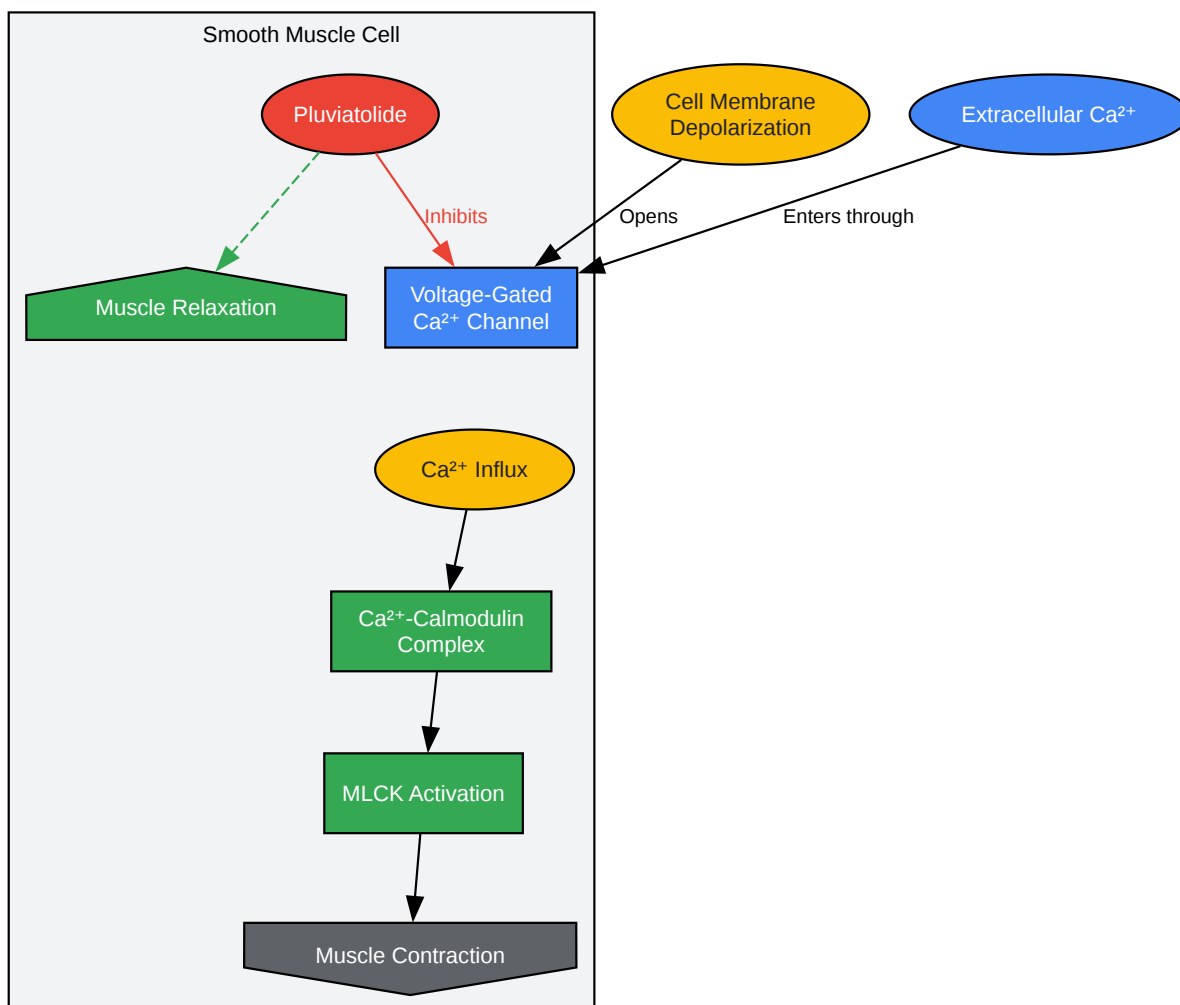 Smooth Muscle Cell
Pluviatolide
Cell Membrane
Depolarization
Extracellular Ca²⁺
Inhibits
Opens
Enters through
Muscle Relaxation
Voltage-Gated
Ca²⁺ Channel
Ca²⁺ Influx
Ca²⁺-Calmodulin
Complex
MLCK Activation
Muscle Contraction